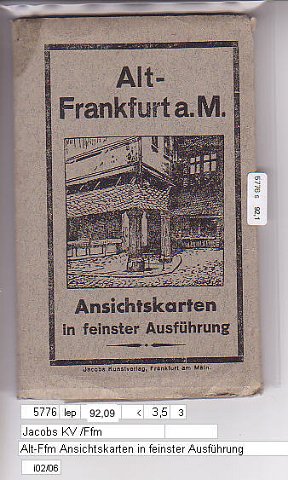 Alt-
Frankfurt a. M.
Ansichtskarten
in feinster Ausführung
Jacobs Kunstverlag, Frankfurt am Main.
5776 s 92,1
5776 lep 92,09 < 3,5 3
Jacobs KV /Ffm
Alt-Ffm Ansichtskarten in feinster Ausführung
i02/06